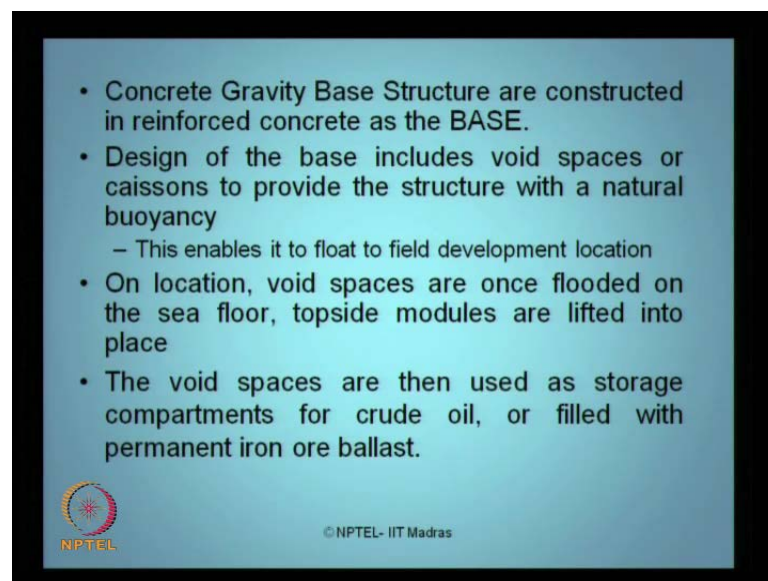 • Concrete Gravity Base Structure are constructed
in reinforced concrete as the BASE.
• Design of the base includes void spaces or
caissons to provide the structure with a natural
buoyancy
– This enables it to float to field development location
• On location, void spaces are once flooded on
the sea floor, topside modules are lifted into
place
• The void spaces are then used as storage
compartments for crude oil, or filled with
permanent iron ore ballast.
NPTEL
© NPTEL- IIT Madras